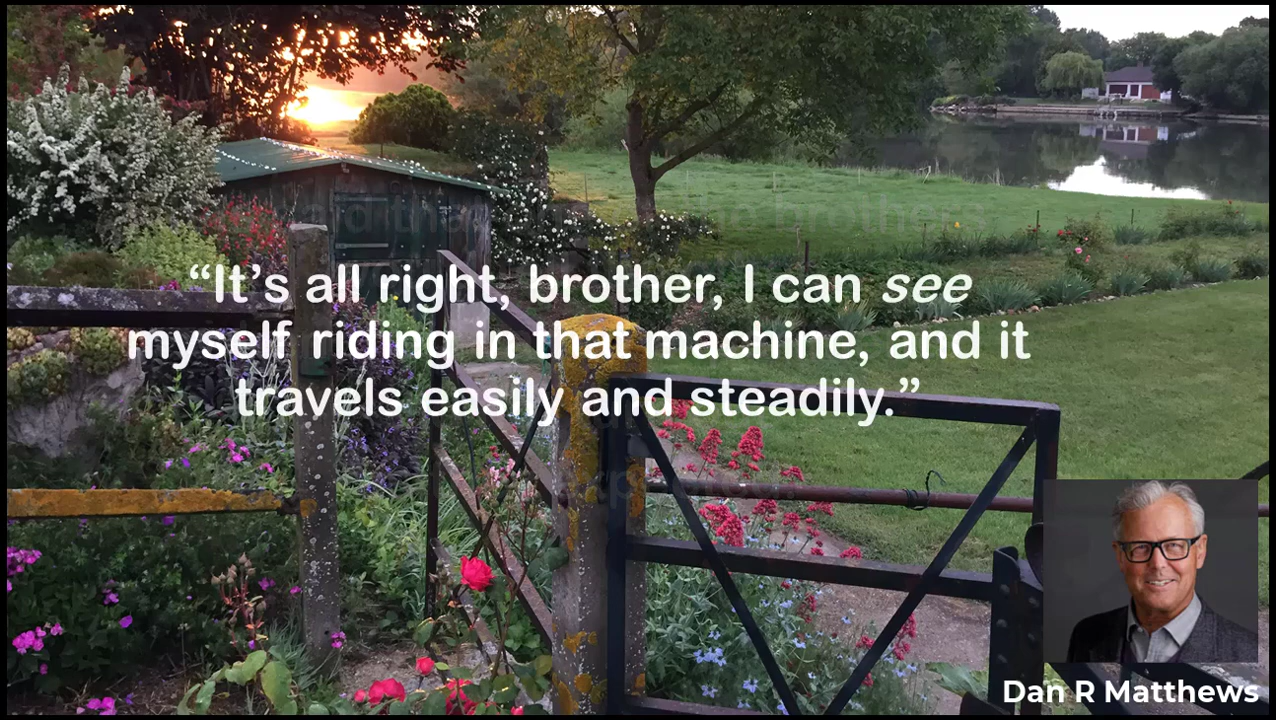 “It’s all right, brother, I can see
myself riding in that machine, and it
travels easily and steadily.”
Dan R Matthews